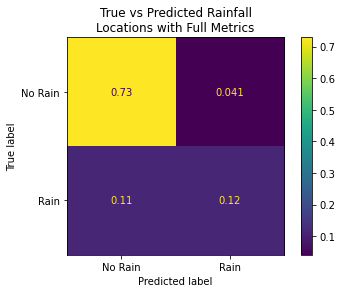 True vs Predicted Rainfall
Locations with Full Metrics
No Rain
Rain
True label
0.73
0.041
0.11
0.12
No Rain
Rain
Predicted label
0.7
0.6
0.5
0.4
0.3
0.2
0.1